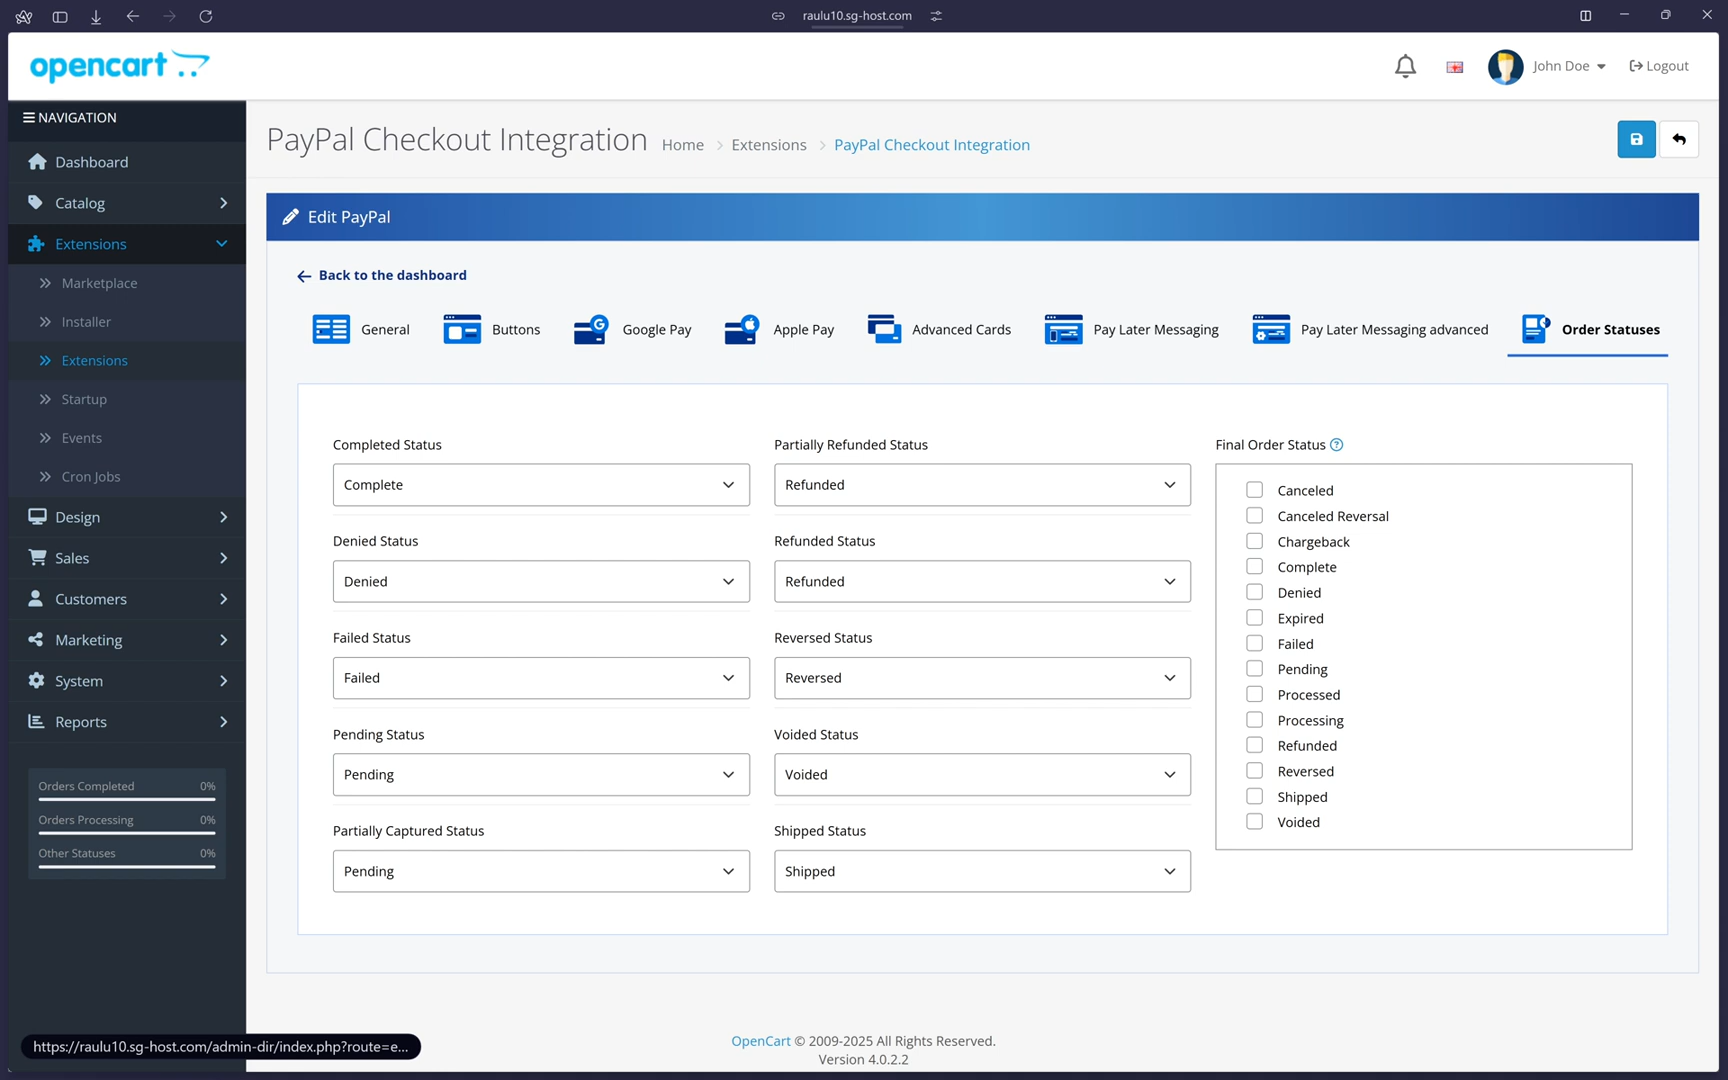 raulu10.sg-host.com
opencart
John Doe
Logout
NAVIGATION
Dashboard
Catalog
Extensions
Marketplace
Installer
Extensions
Startup
Events
Cron Jobs
Design
Sales
Customers
Marketing
System
Reports
Orders Completed 0%
Orders Processing 0%
Other Statuses 0%
https://raulu10.sg-host.com/admin-dir/index.php?route=e...
PayPal Checkout Integration
Home > Extensions > PayPal Checkout Integration
Edit PayPal
Back to the dashboard
General
Buttons
Google Pay
Apple Pay
Advanced Cards
Pay Later Messaging
Pay Later Messaging advanced
Order Statuses
Completed Status
Complete
Denied Status
Denied
Failed Status
Failed
Pending Status
Pending
Partially Captured Status
Pending
Partially Refunded Status
Refunded
Refunded Status
Refunded
Reversed Status
Reversed
Voided Status
Voided
Shipped Status
Shipped
Final Order Status
Canceled
Canceled Reversal
Chargeback
Complete
Denied
Expired
Failed
Pending
Processed
Processing
Refunded
Reversed
Shipped
Voided
OpenCart © 2009-2025 All Rights Reserved.
Version 4.0.2.2